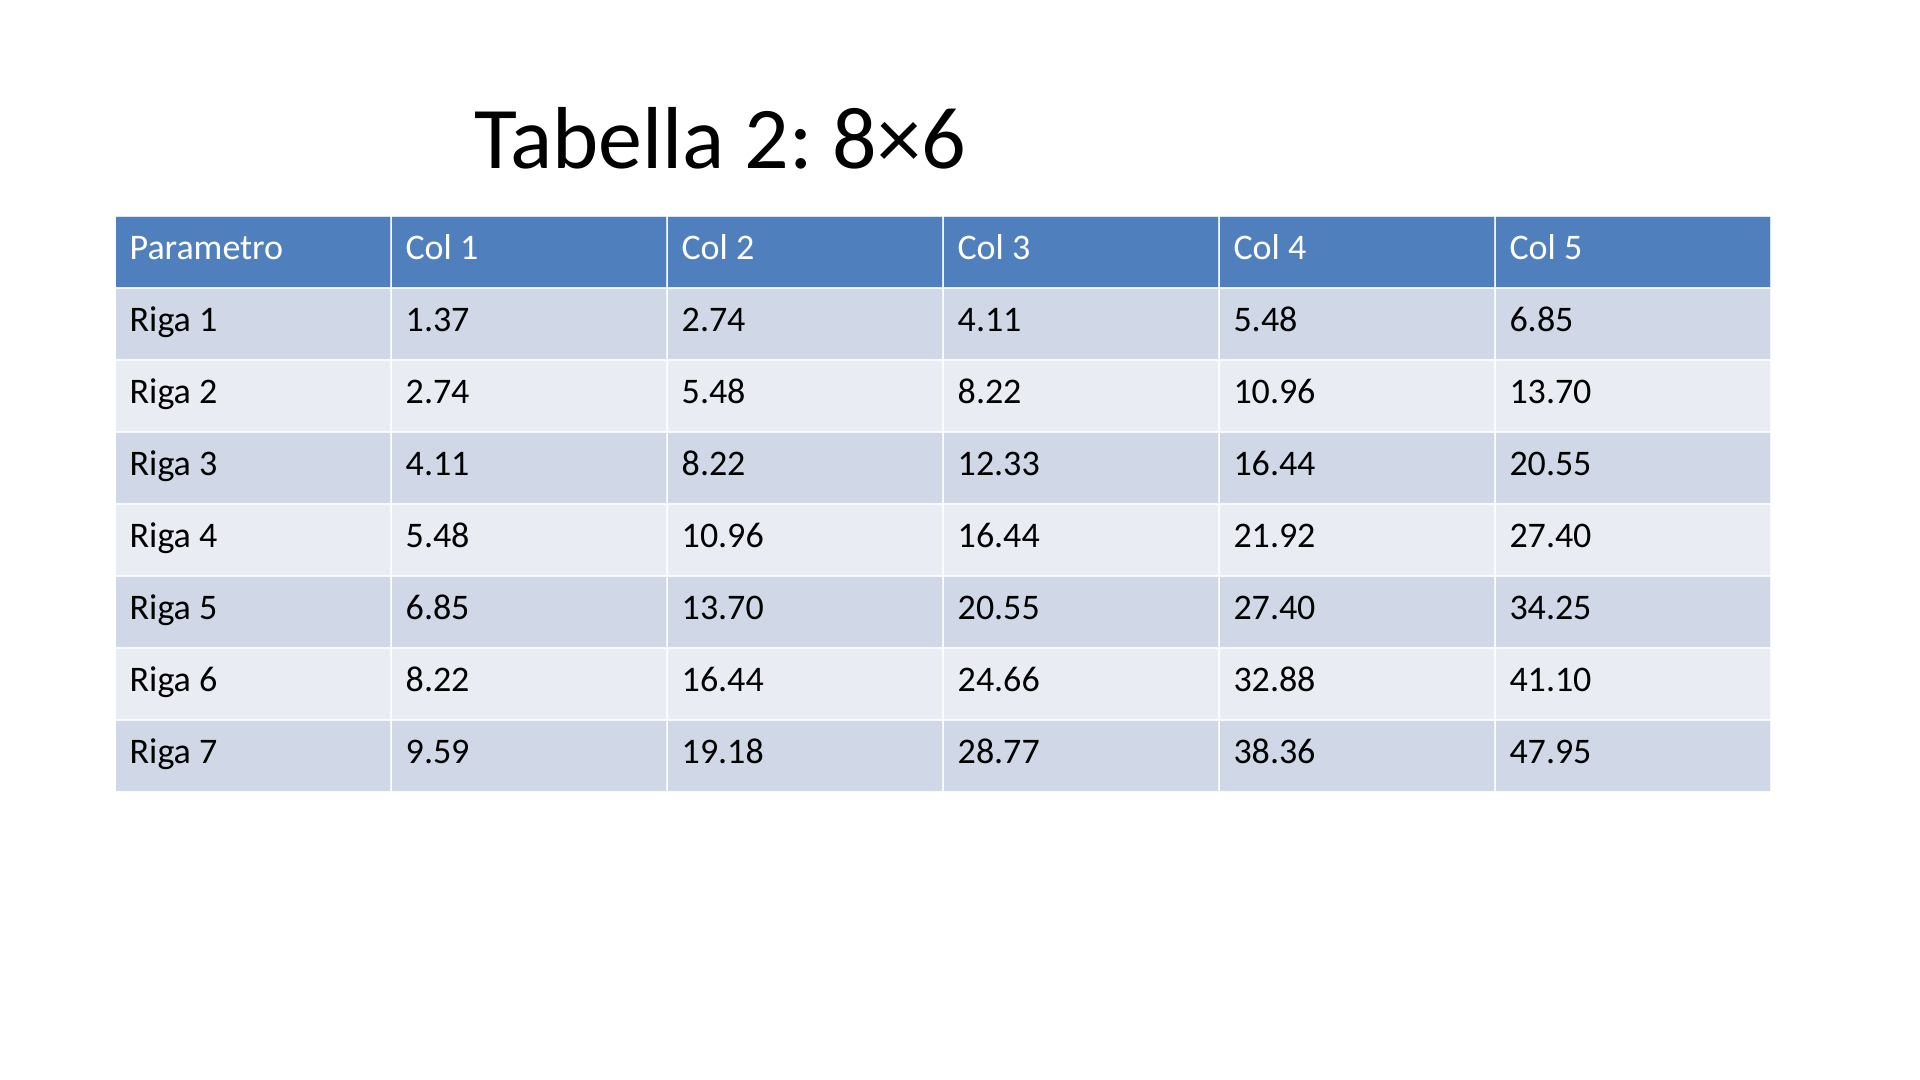 Tabella 2: 8×6
Parametro Col 1 Col 2 Col 3 Col 4 Col 5
Riga 1 1.37 2.74 4.11 5.48 6.85
Riga 2 2.74 5.48 8.22 10.96 13.70
Riga 3 4.11 8.22 12.33 16.44 20.55
Riga 4 5.48 10.96 16.44 21.92 27.40
Riga 5 6.85 13.70 20.55 27.40 34.25
Riga 6 8.22 16.44 24.66 32.88 41.10
Riga 7 9.59 19.18 28.77 38.36 47.95